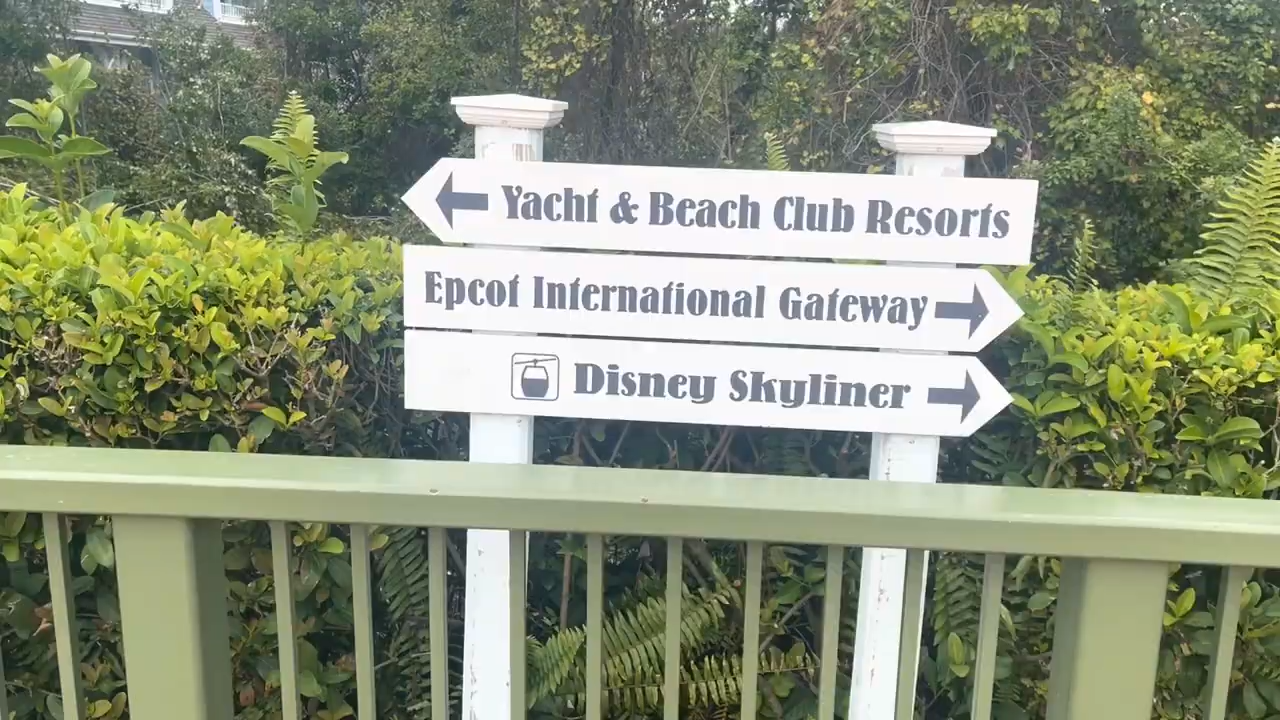 Yacht & Beach Club Resorts
Epcot International Gateway
Disney Skyliner